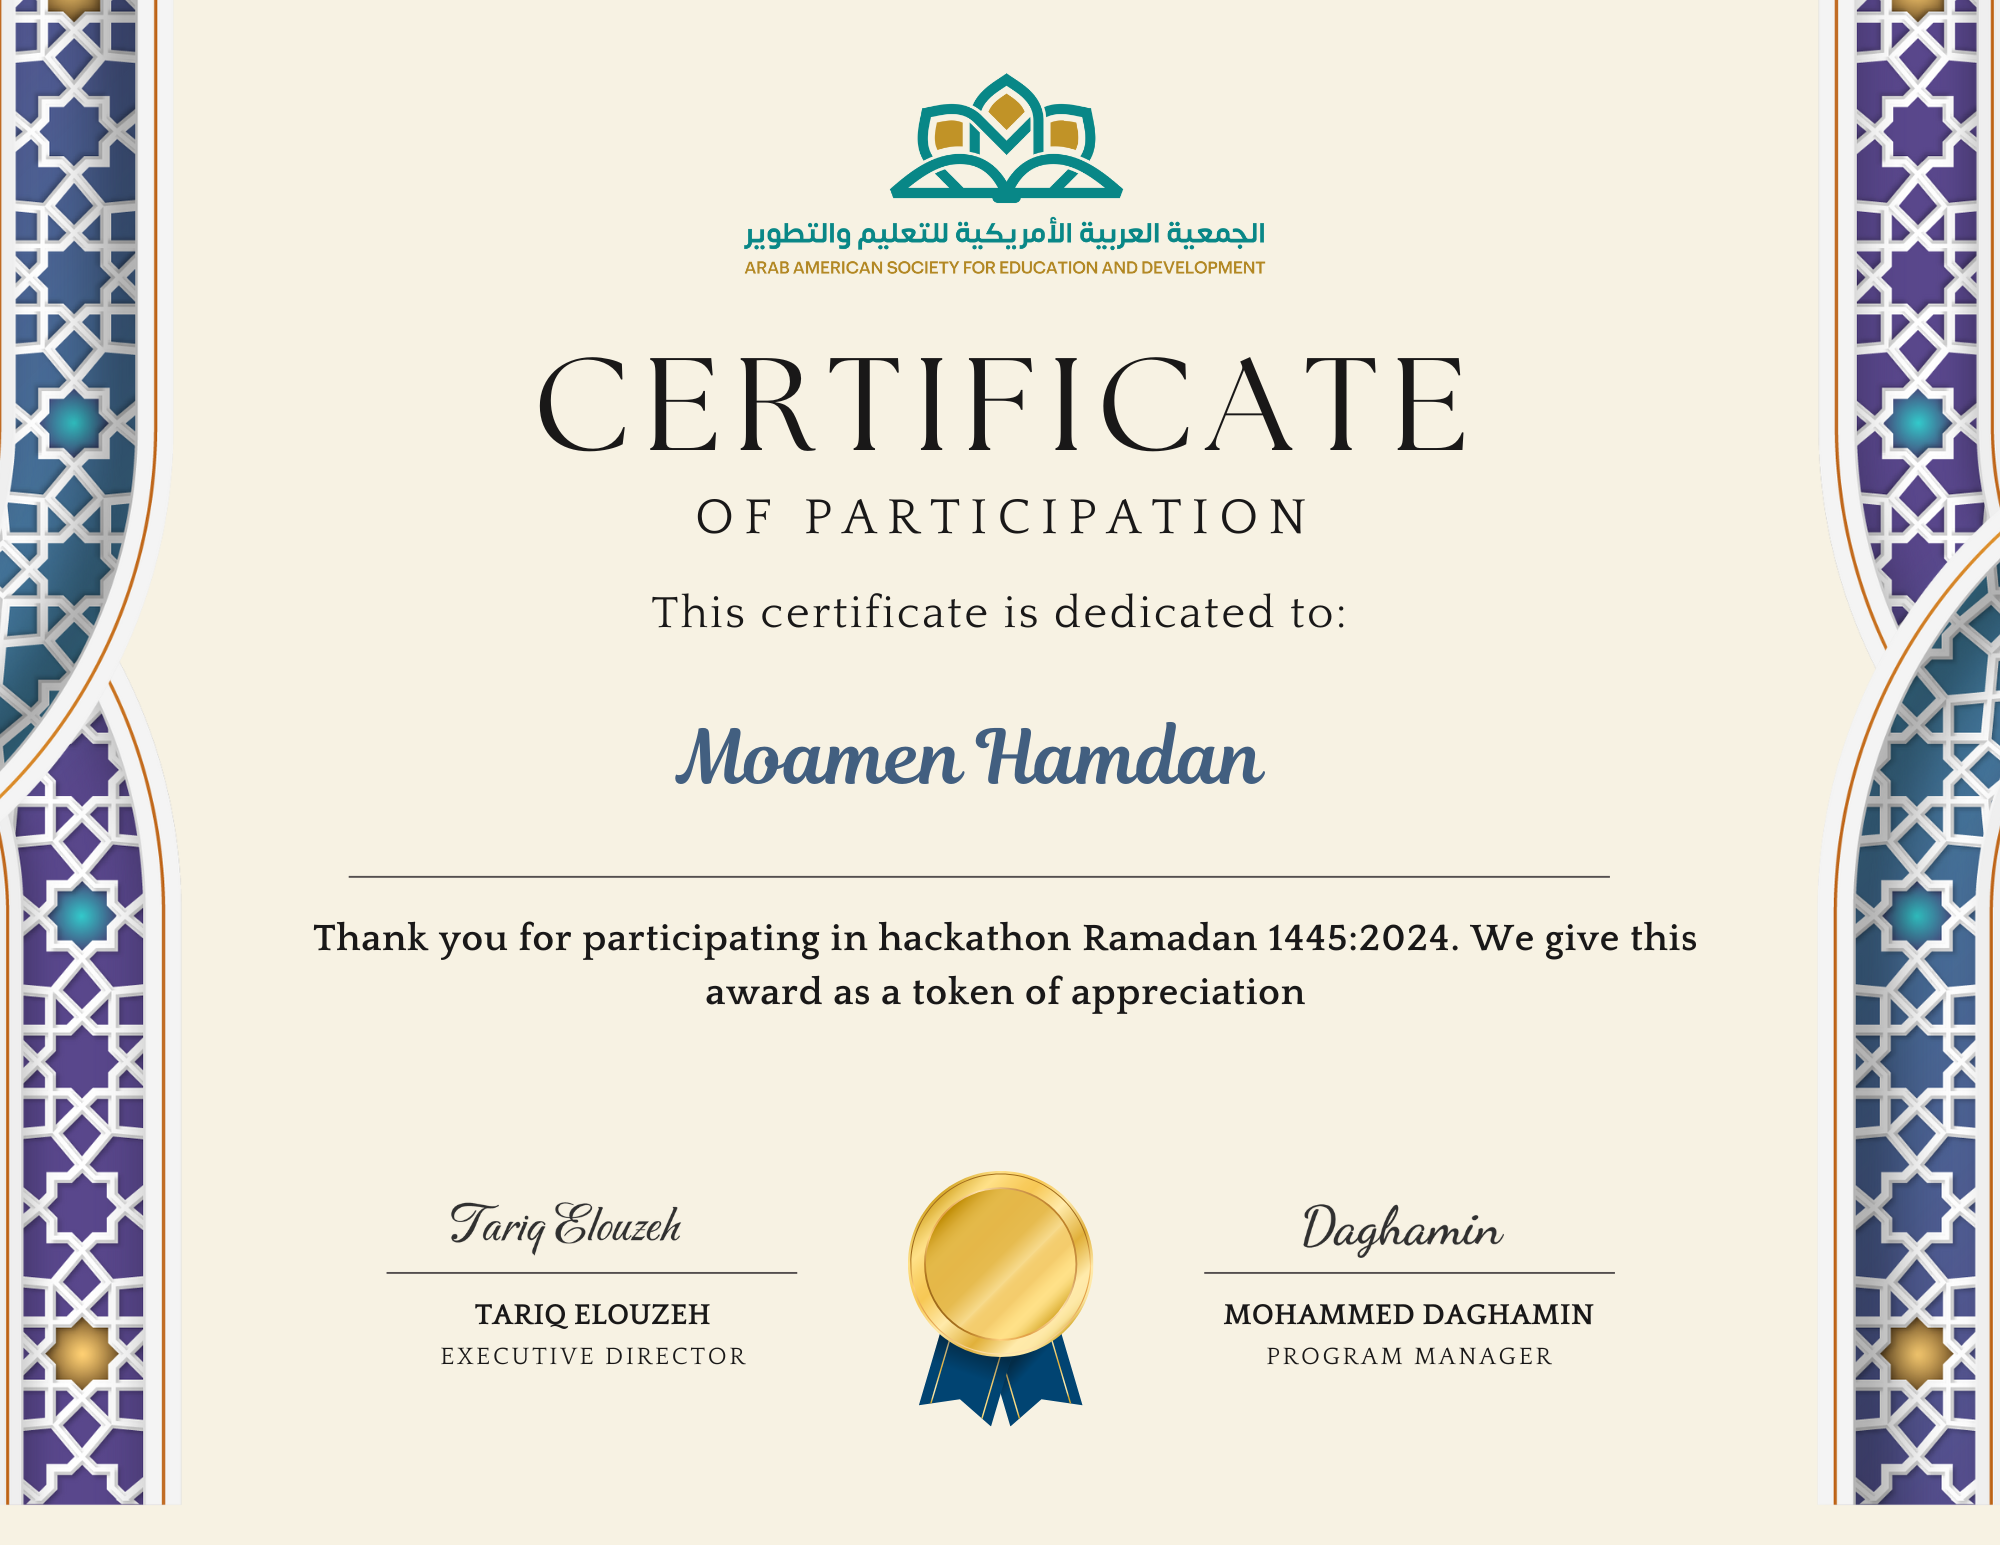 الجمعية العربية الأمريكية للتعليم والتطوير
ARAB AMERICAN SOCIETY FOR EDUCATION AND DEVELOPMENT
CERTIFICATE
OF PARTICIPATION
This certificate is dedicated to:
Moamen Hamdan
Thank you for participating in hackathon Ramadan 1445:2024. We give this
award as a token of appreciation
Tariq Elouzeh
TARIQ ELOUZEH
EXECUTIVE DIRECTOR
Daghamin
MOHAMMED DAGHAMIN
PROGRAM MANAGER